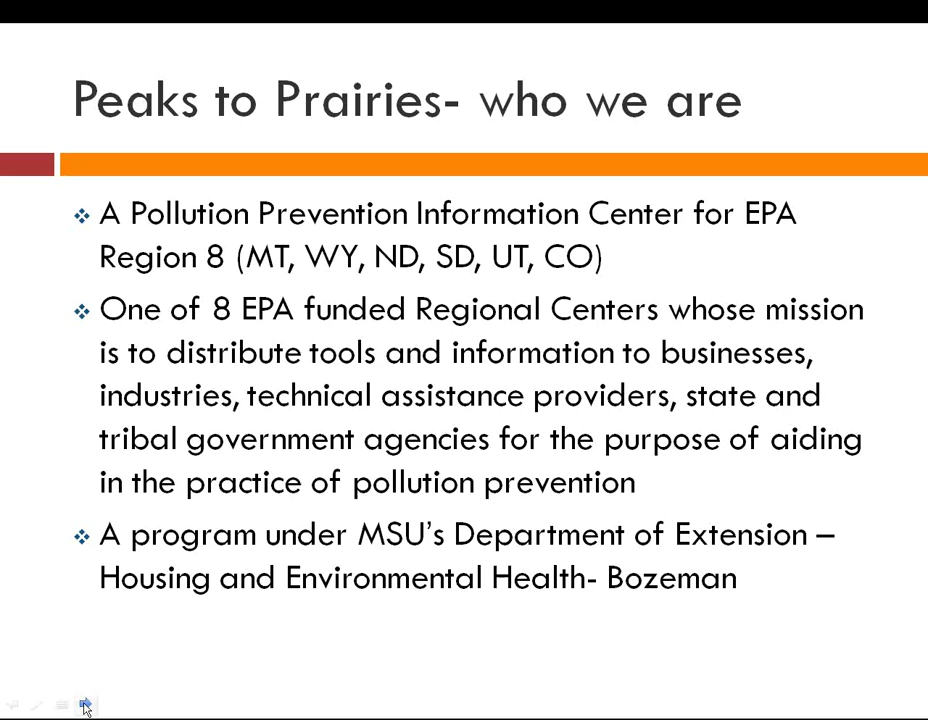 Peaks to Prairies- who we are
❖ A Pollution Prevention Information Center for EPA
Region 8 (MT, WY, ND, SD, UT, CO)
❖ One of 8 EPA funded Regional Centers whose mission
is to distribute tools and information to businesses,
industries, technical assistance providers, state and
tribal government agencies for the purpose of aiding
in the practice of pollution prevention
❖ A program under MSU’s Department of Extension –
Housing and Environmental Health- Bozeman